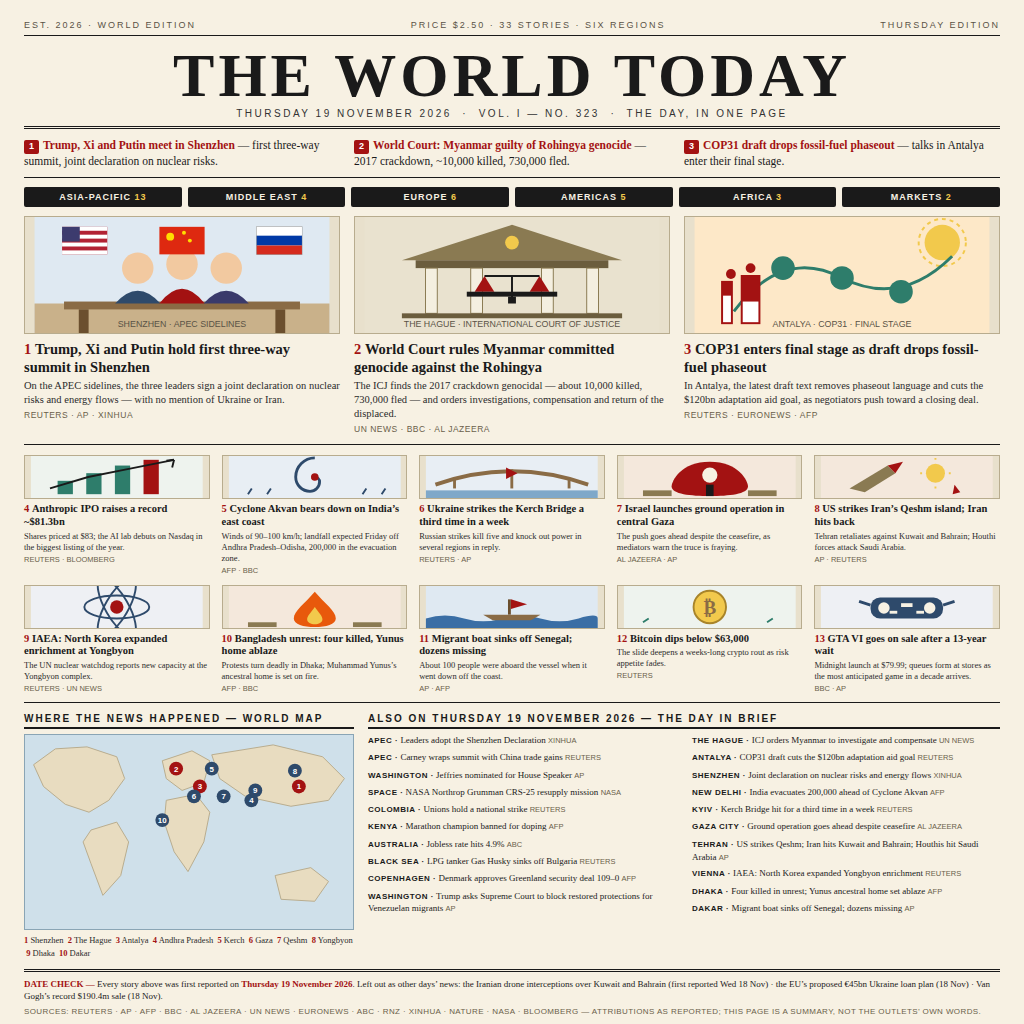 EST. 2026 · WORLD EDITION
PRICE $2.50 · 33 STORIES · SIX REGIONS
THURSDAY EDITION
THE WORLD TODAY
THURSDAY 19 NOVEMBER 2026 · VOL. I — NO. 323 · THE DAY, IN ONE PAGE
1 Trump, Xi and Putin meet in Shenzhen — first three-way
summit, joint declaration on nuclear risks.
2 World Court: Myanmar guilty of Rohingya genocide —
2017 crackdown, ~10,000 killed, 730,000 fled.
3 COP31 draft drops fossil-fuel phaseout — talks in Antalya
enter their final stage.
ASIA-PACIFIC 13
MIDDLE EAST 4
EUROPE 6
AMERICAS 5
AFRICA 3
MARKETS 2
SHENZHEN · APEC SIDELINES
THE HAGUE · INTERNATIONAL COURT OF JUSTICE
ANTALYA · COP31 · FINAL STAGE
1 Trump, Xi and Putin hold first three-way
summit in Shenzhen
On the APEC sidelines, the three leaders sign a joint declaration on nuclear
risks and energy flows — with no mention of Ukraine or Iran.
REUTERS · AP · XINHUA
2 World Court rules Myanmar committed
genocide against the Rohingya
The ICJ finds the 2017 crackdown genocidal — about 10,000 killed,
730,000 fled — and orders investigations, compensation and return of the
displaced.
UN NEWS · BBC · AL JAZEERA
3 COP31 enters final stage as draft drops fossil-
fuel phaseout
In Antalya, the latest draft text removes phaseout language and cuts the
$120bn adaptation aid goal, as negotiators push toward a closing deal.
REUTERS · EURONEWS · AFP
4 Anthropic IPO raises a record
~$81.3bn
Shares priced at $83; the AI lab debuts on Nasdaq in
the biggest listing of the year.
REUTERS · BLOOMBERG
5 Cyclone Akvan bears down on India's
east coast
Winds of 90–100 km/h; landfall expected Friday off
Andhra Pradesh–Odisha, 200,000 in the evacuation
zone.
AFP · BBC
6 Ukraine strikes the Kerch Bridge a
third time in a week
Russian strikes kill five and knock out power in
several regions in reply.
REUTERS · AP
7 Israel launches ground operation in
central Gaza
The push goes ahead despite the ceasefire, as
mediators warn the truce is fraying.
AL JAZEERA · AP
8 US strikes Iran's Qeshm island; Iran
hits back
Tehran retaliates against Kuwait and Bahrain; Houthi
forces attack Saudi Arabia.
AP · REUTERS
₿
9 IAEA: North Korea expanded
enrichment at Yongbyon
The UN nuclear watchdog reports new capacity at the
Yongbyon complex.
REUTERS · UN NEWS
10 Bangladesh unrest: four killed, Yunus
home ablaze
Protests turn deadly in Dhaka; Muhammad Yunus's
ancestral home is set on fire.
AFP · BBC
11 Migrant boat sinks off Senegal;
dozens missing
About 100 people were aboard the vessel when it
went down off the coast.
AP · AFP
12 Bitcoin dips below $63,000
The slide deepens a weeks-long crypto rout as risk
appetite fades.
REUTERS
13 GTA VI goes on sale after a 13-year
wait
Midnight launch at $79.99; queues form at stores as
the most anticipated game in a decade arrives.
BBC · AP
WHERE THE NEWS HAPPENED — WORLD MAP
2
5
8
3
1
6
7
9
4
10
1 Shenzhen 2 The Hague 3 Antalya 4 Andhra Pradesh 5 Kerch 6 Gaza 7 Qeshm 8 Yongbyon
9 Dhaka 10 Dakar
ALSO ON THURSDAY 19 NOVEMBER 2026 — THE DAY IN BRIEF
APEC · Leaders adopt the Shenzhen Declaration XINHUA
APEC · Carney wraps summit with China trade gains REUTERS
WASHINGTON · Jeffries nominated for House Speaker AP
SPACE · NASA Northrop Grumman CRS-25 resupply mission NASA
COLOMBIA · Unions hold a national strike REUTERS
KENYA · Marathon champion banned for doping AFP
AUSTRALIA · Jobless rate hits 4.9% ABC
BLACK SEA · LPG tanker Gas Husky sinks off Bulgaria REUTERS
COPENHAGEN · Denmark approves Greenland security deal 109–0 AFP
WASHINGTON · Trump asks Supreme Court to block restored protections for
Venezuelan migrants AP
THE HAGUE · ICJ orders Myanmar to investigate and compensate UN NEWS
ANTALYA · COP31 draft cuts the $120bn adaptation aid goal REUTERS
SHENZHEN · Joint declaration on nuclear risks and energy flows XINHUA
NEW DELHI · India evacuates 200,000 ahead of Cyclone Akvan AFP
KYIV · Kerch Bridge hit for a third time in a week REUTERS
GAZA CITY · Ground operation goes ahead despite ceasefire AL JAZEERA
TEHRAN · US strikes Qeshm; Iran hits Kuwait and Bahrain; Houthis hit Saudi
Arabia AP
VIENNA · IAEA: North Korea expanded Yongbyon enrichment REUTERS
DHAKA · Four killed in unrest; Yunus ancestral home set ablaze AFP
DAKAR · Migrant boat sinks off Senegal; dozens missing AP
DATE CHECK — Every story above was first reported on Thursday 19 November 2026. Left out as other days' news: the Iranian drone interceptions over Kuwait and Bahrain (first reported Wed 18 Nov) · the EU's proposed €45bn Ukraine loan plan (18 Nov) · Van
Gogh's record $190.4m sale (18 Nov).
SOURCES: REUTERS · AP · AFP · BBC · AL JAZEERA · UN NEWS · EURONEWS · ABC · RNZ · XINHUA · NATURE · NASA · BLOOMBERG — ATTRIBUTIONS AS REPORTED; THIS PAGE IS A SUMMARY, NOT THE OUTLETS' OWN WORDS.